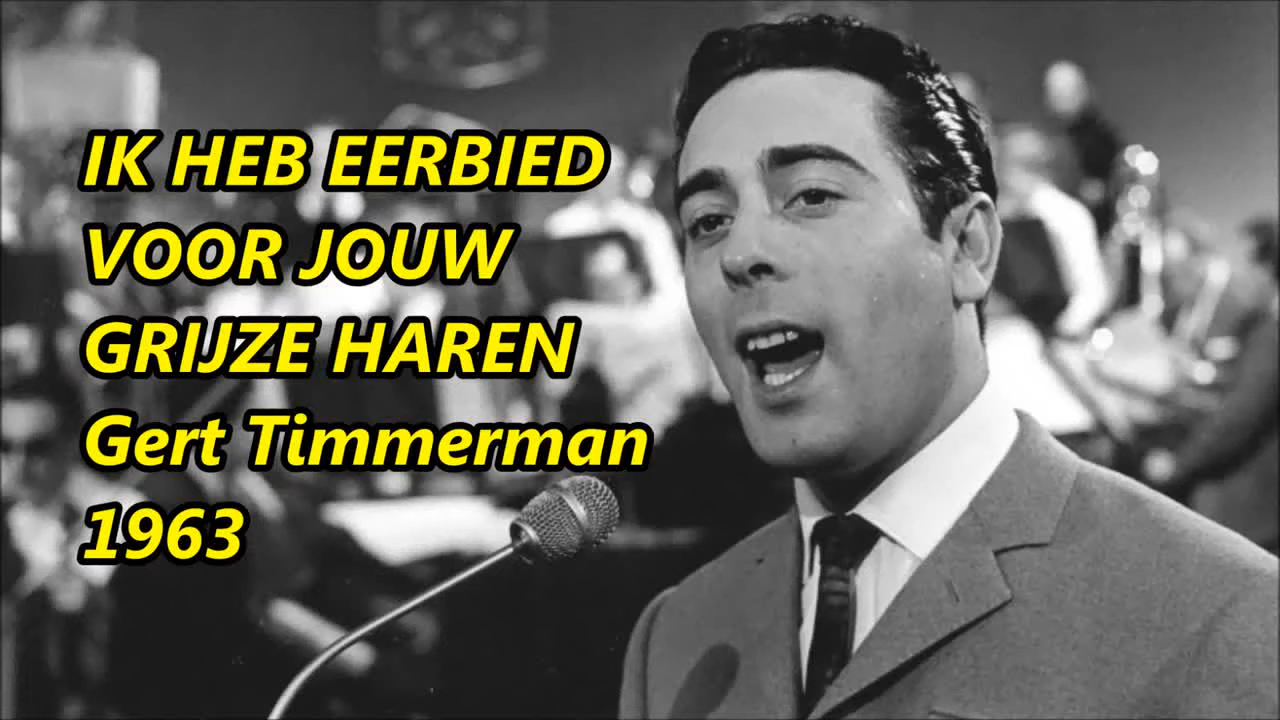 IK HEB EERBIED
VOOR JOUW
GRIJZE HAREN
Gert Timmerman
1963